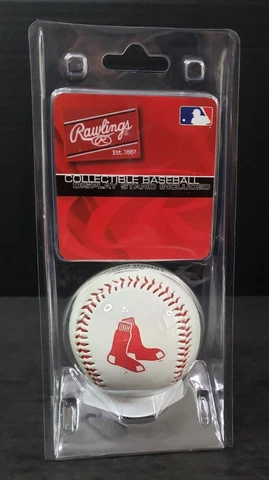 Rawlings
R
Est. 1887
COLLECTIBLE BASEBALL
DISPLAY STAND INCLUDED